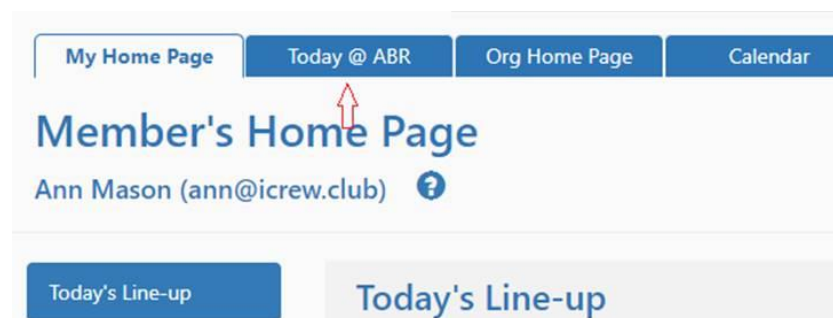 My Home Page Today @ ABR Org Home Page Calendar
Member's Home Page
Ann Mason (ann@icrew.club) ?
Today's Line-up Today's Line-up